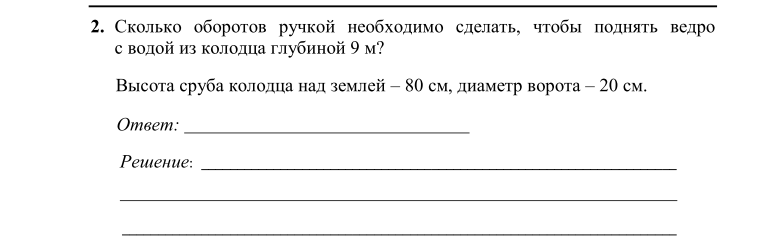 2. Сколько оборотов ручкой необходимо сделать, чтобы поднять ведро
с водой из колодца глубиной 9 м?
Высота сруба колодца над землей – 80 см, диаметр ворота – 20 см.
Ответ:
Решение: